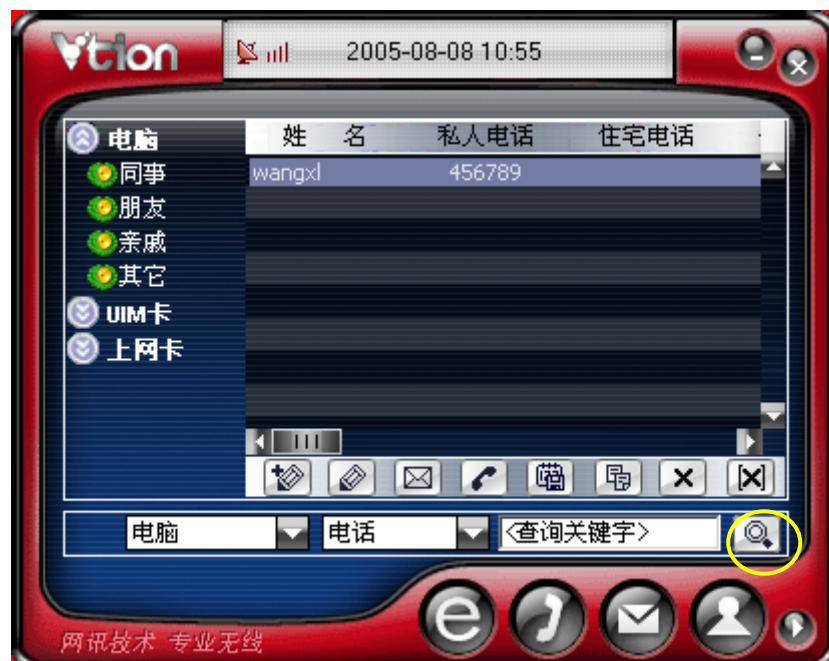 Vtion
2005-08-08 10:55
电脑
姓 名 私人电话 住宅电话
同事
wangxl 456789
朋友
亲戚
其它
UIM卡
上网卡
电脑 电话 <查询关键字>
网讯技术 专业无线